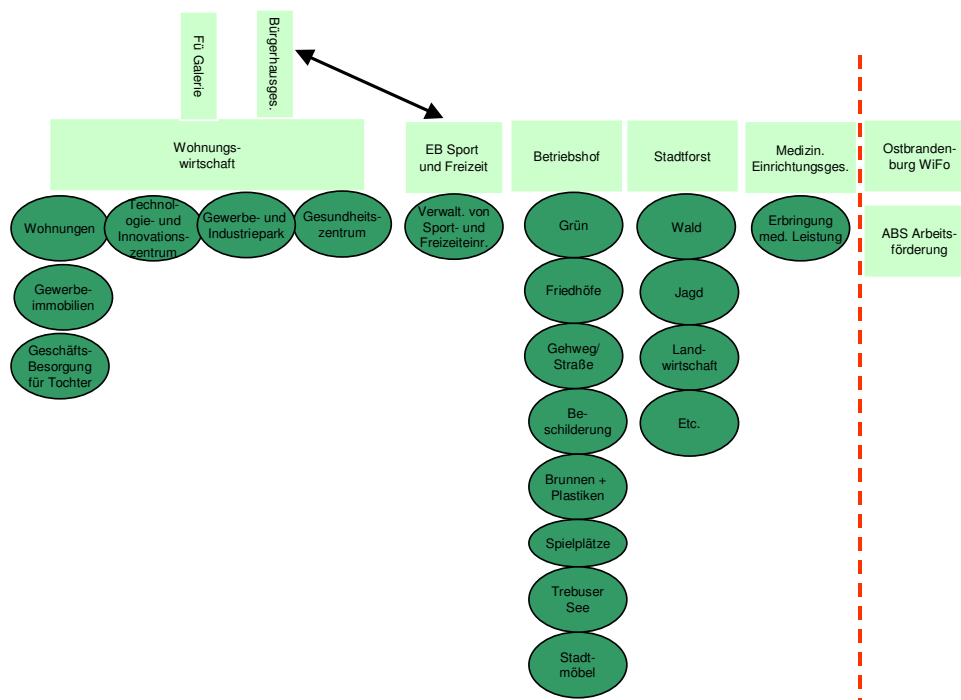 Fü Galerie
Bürgerhausges.
Wohnungs-
wirtschaft
EB Sport
und Freizeit
Betriebshof
Stadtforst
Medizin.
Einrichtungsges.
Ostbranden-
burg WiFo
Wohnungen
Technol-
ogie- und
Innovations-
zentrum
Gewerbe- und
Industriepark
Gesundheits-
zentrum
Verwalt. von
Sport- und
Freizeiteinr.
Grün
Wald
Erbringung
med. Leistung
ABS Arbeits-
förderung
Gewerbe-
immobilien
Friedhöfe
Jagd
Geschäfts-
Besorgung
für Tochter
Gehweg/
Straße
Land-
wirtschaft
Be-
schilderung
Etc.
Brunnen +
Plastiken
Spielplätze
Trebuser
See
Stadt-
möbel